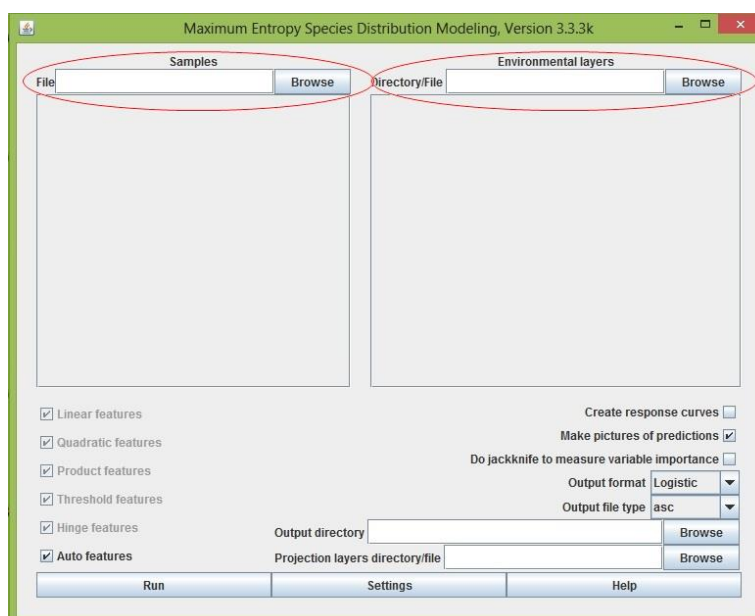 Maximum Entropy Species Distribution Modeling, Version 3.3.3k
Samples
File
Browse
Environmental layers
Directory/File
Browse
Linear features
Quadratic features
Product features
Threshold features
Hinge features
Auto features
Create response curves
Make pictures of predictions
Do jackknife to measure variable importance
Output format Logistic
Output file type asc
Output directory
Browse
Projection layers directory/file
Browse
Run
Settings
Help